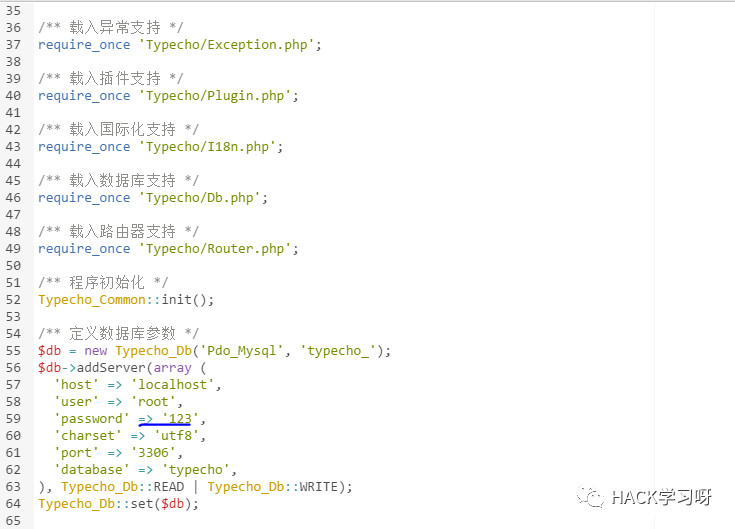 35
36 /** 载入异常支持 */
37 require_once 'Typecho/Exception.php';
38
39 /** 载入插件支持 */
40 require_once 'Typecho/Plugin.php';
41
42 /** 载入国际化支持 */
43 require_once 'Typecho/I18n.php';
44
45 /** 载入数据库支持 */
46 require_once 'Typecho/Db.php';
47
48 /** 载入路由器支持 */
49 require_once 'Typecho/Router.php';
50
51 /** 程序初始化 */
52 Typecho_Common::init();
53
54 /** 定义数据库参数 */
55 $db = new Typecho_Db('Pdo_Mysql', 'typecho_');
56 $db->addServer(array (
57   'host' => 'localhost',
58   'user' => 'root',
59   'password' => '123',
60   'charset' => 'utf8',
61   'port' => '3306',
62   'database' => 'typecho',
63 ), Typecho_Db::READ | Typecho_Db::WRITE);
64 Typecho_Db::set($db);
65
HACK学习呀